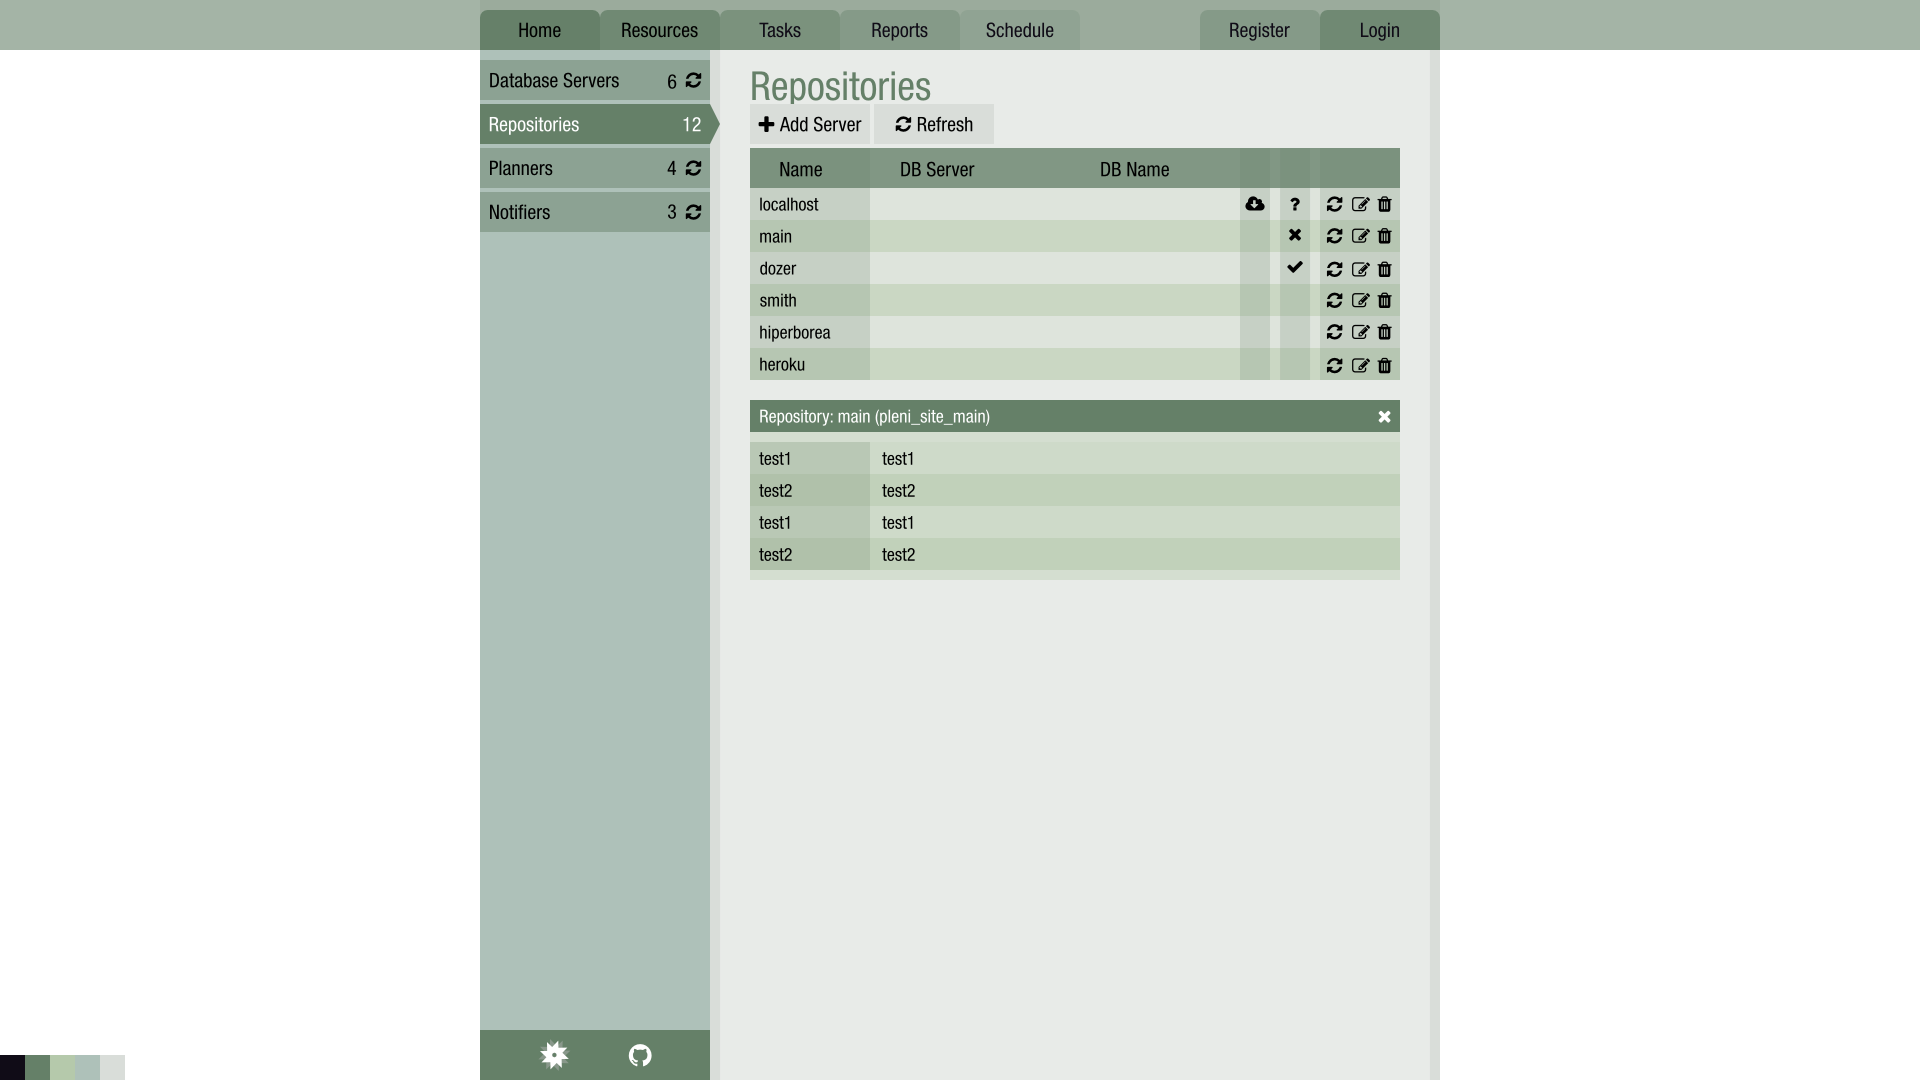 Home Resources Tasks Reports Schedule Register Login
Database Servers 6
Repositories 12
Planners 4
Notifiers 3
Repositories
Add Server Refresh
Name DB Server DB Name
localhost ?
main
dozer
smith
hiperborea
heroku
Repository: main (pleni_site_main)
test1 test1
test2 test2
test1 test1
test2 test2